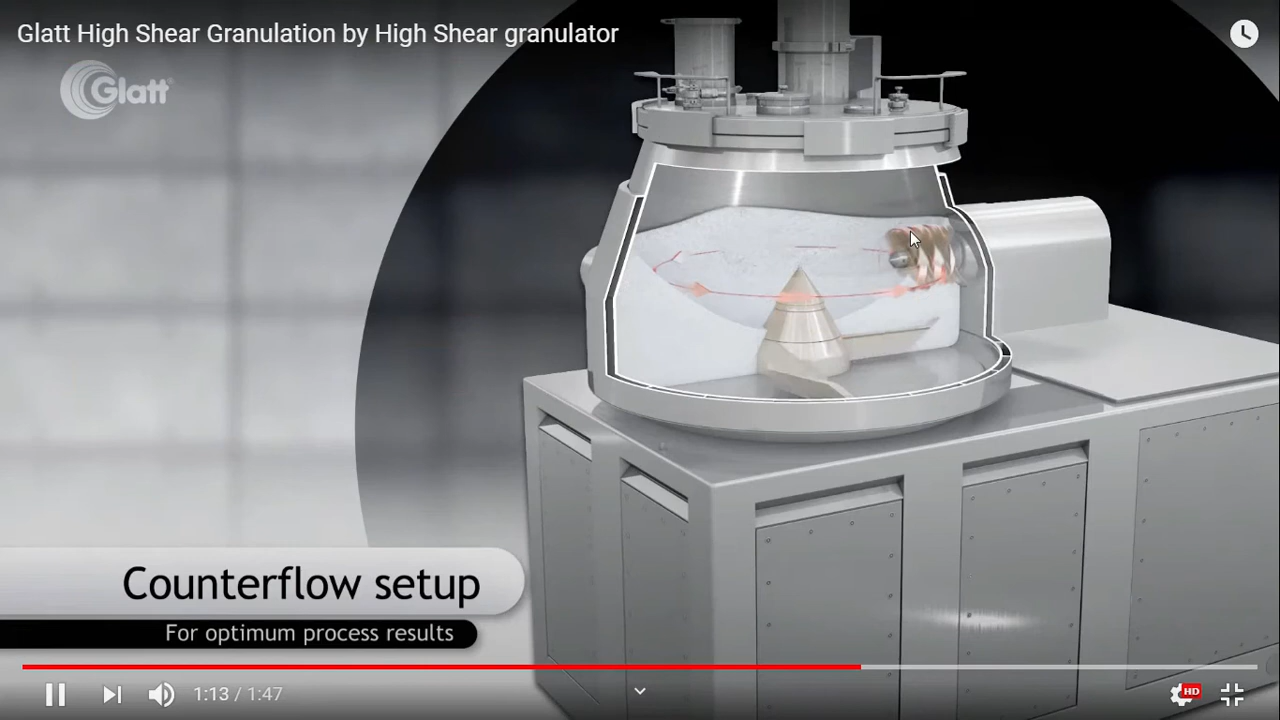 Glatt High Shear Granulation by High Shear granulator
Glatt®
Counterflow setup
For optimum process results
1:13 / 1:47
HD